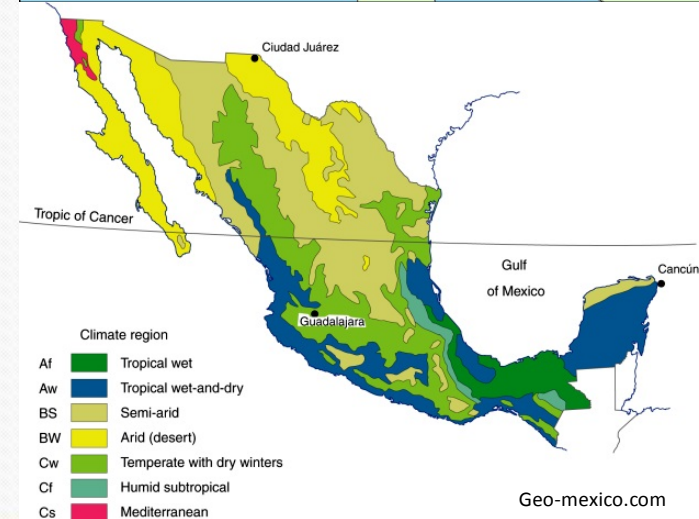 Ciudad Juárez
Tropic of Cancer
Gulf
of Mexico
Cancún
Guadalajara
Climate region
Af Tropical wet
Aw Tropical wet-and-dry
BS Semi-arid
BW Arid (desert)
Cw Temperate with dry winters
Cf Humid subtropical
Cs Mediterranean
Geo-mexico.com